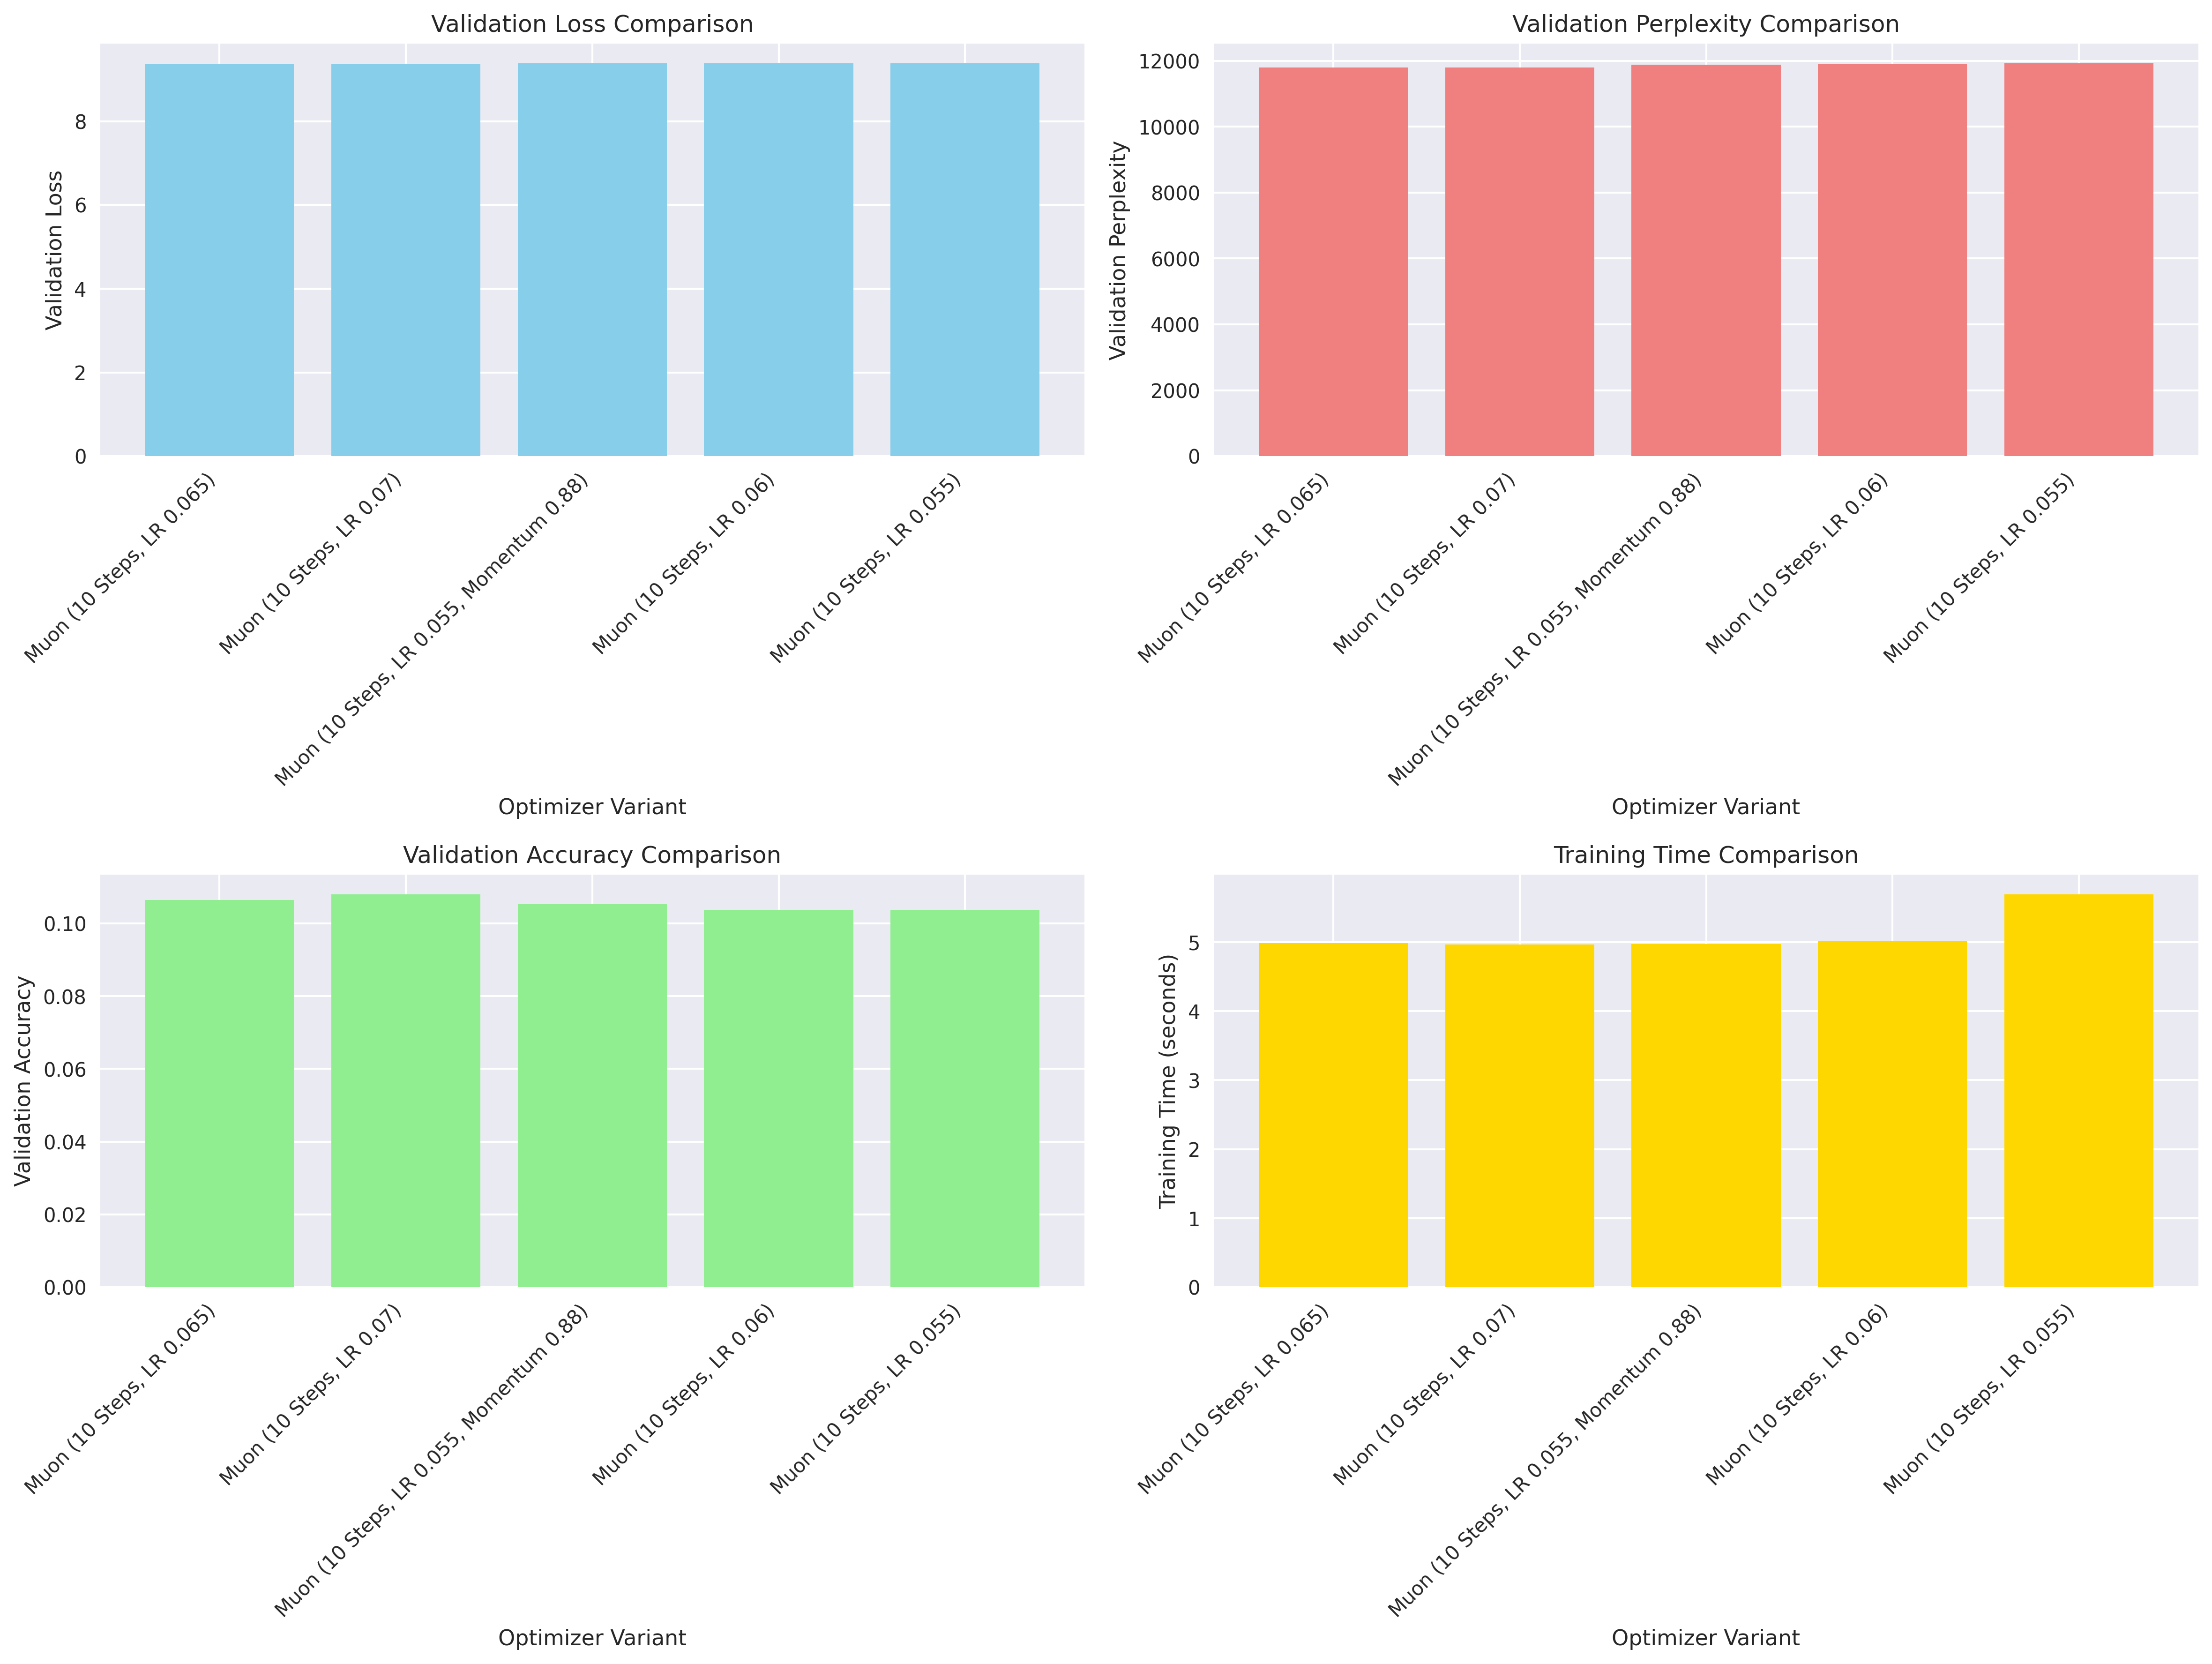 Validation Loss Comparison
Validation Loss
8
6
4
2
0
Muon (10 Steps, LR 0.065)
Muon (10 Steps, LR 0.07)
Muon (10 Steps, LR 0.055, Momentum 0.88)
Muon (10 Steps, LR 0.06)
Muon (10 Steps, LR 0.055)
Optimizer Variant
Validation Perplexity Comparison
Validation Perplexity
12000
10000
8000
6000
4000
2000
0
Muon (10 Steps, LR 0.065)
Muon (10 Steps, LR 0.07)
Muon (10 Steps, LR 0.055, Momentum 0.88)
Muon (10 Steps, LR 0.06)
Muon (10 Steps, LR 0.055)
Optimizer Variant
Validation Accuracy Comparison
Validation Accuracy
0.10
0.08
0.06
0.04
0.02
0.00
Muon (10 Steps, LR 0.065)
Muon (10 Steps, LR 0.07)
Muon (10 Steps, LR 0.055, Momentum 0.88)
Muon (10 Steps, LR 0.06)
Muon (10 Steps, LR 0.055)
Optimizer Variant
Training Time Comparison
Training Time (seconds)
5
4
3
2
1
0
Muon (10 Steps, LR 0.065)
Muon (10 Steps, LR 0.07)
Muon (10 Steps, LR 0.055, Momentum 0.88)
Muon (10 Steps, LR 0.06)
Muon (10 Steps, LR 0.055)
Optimizer Variant